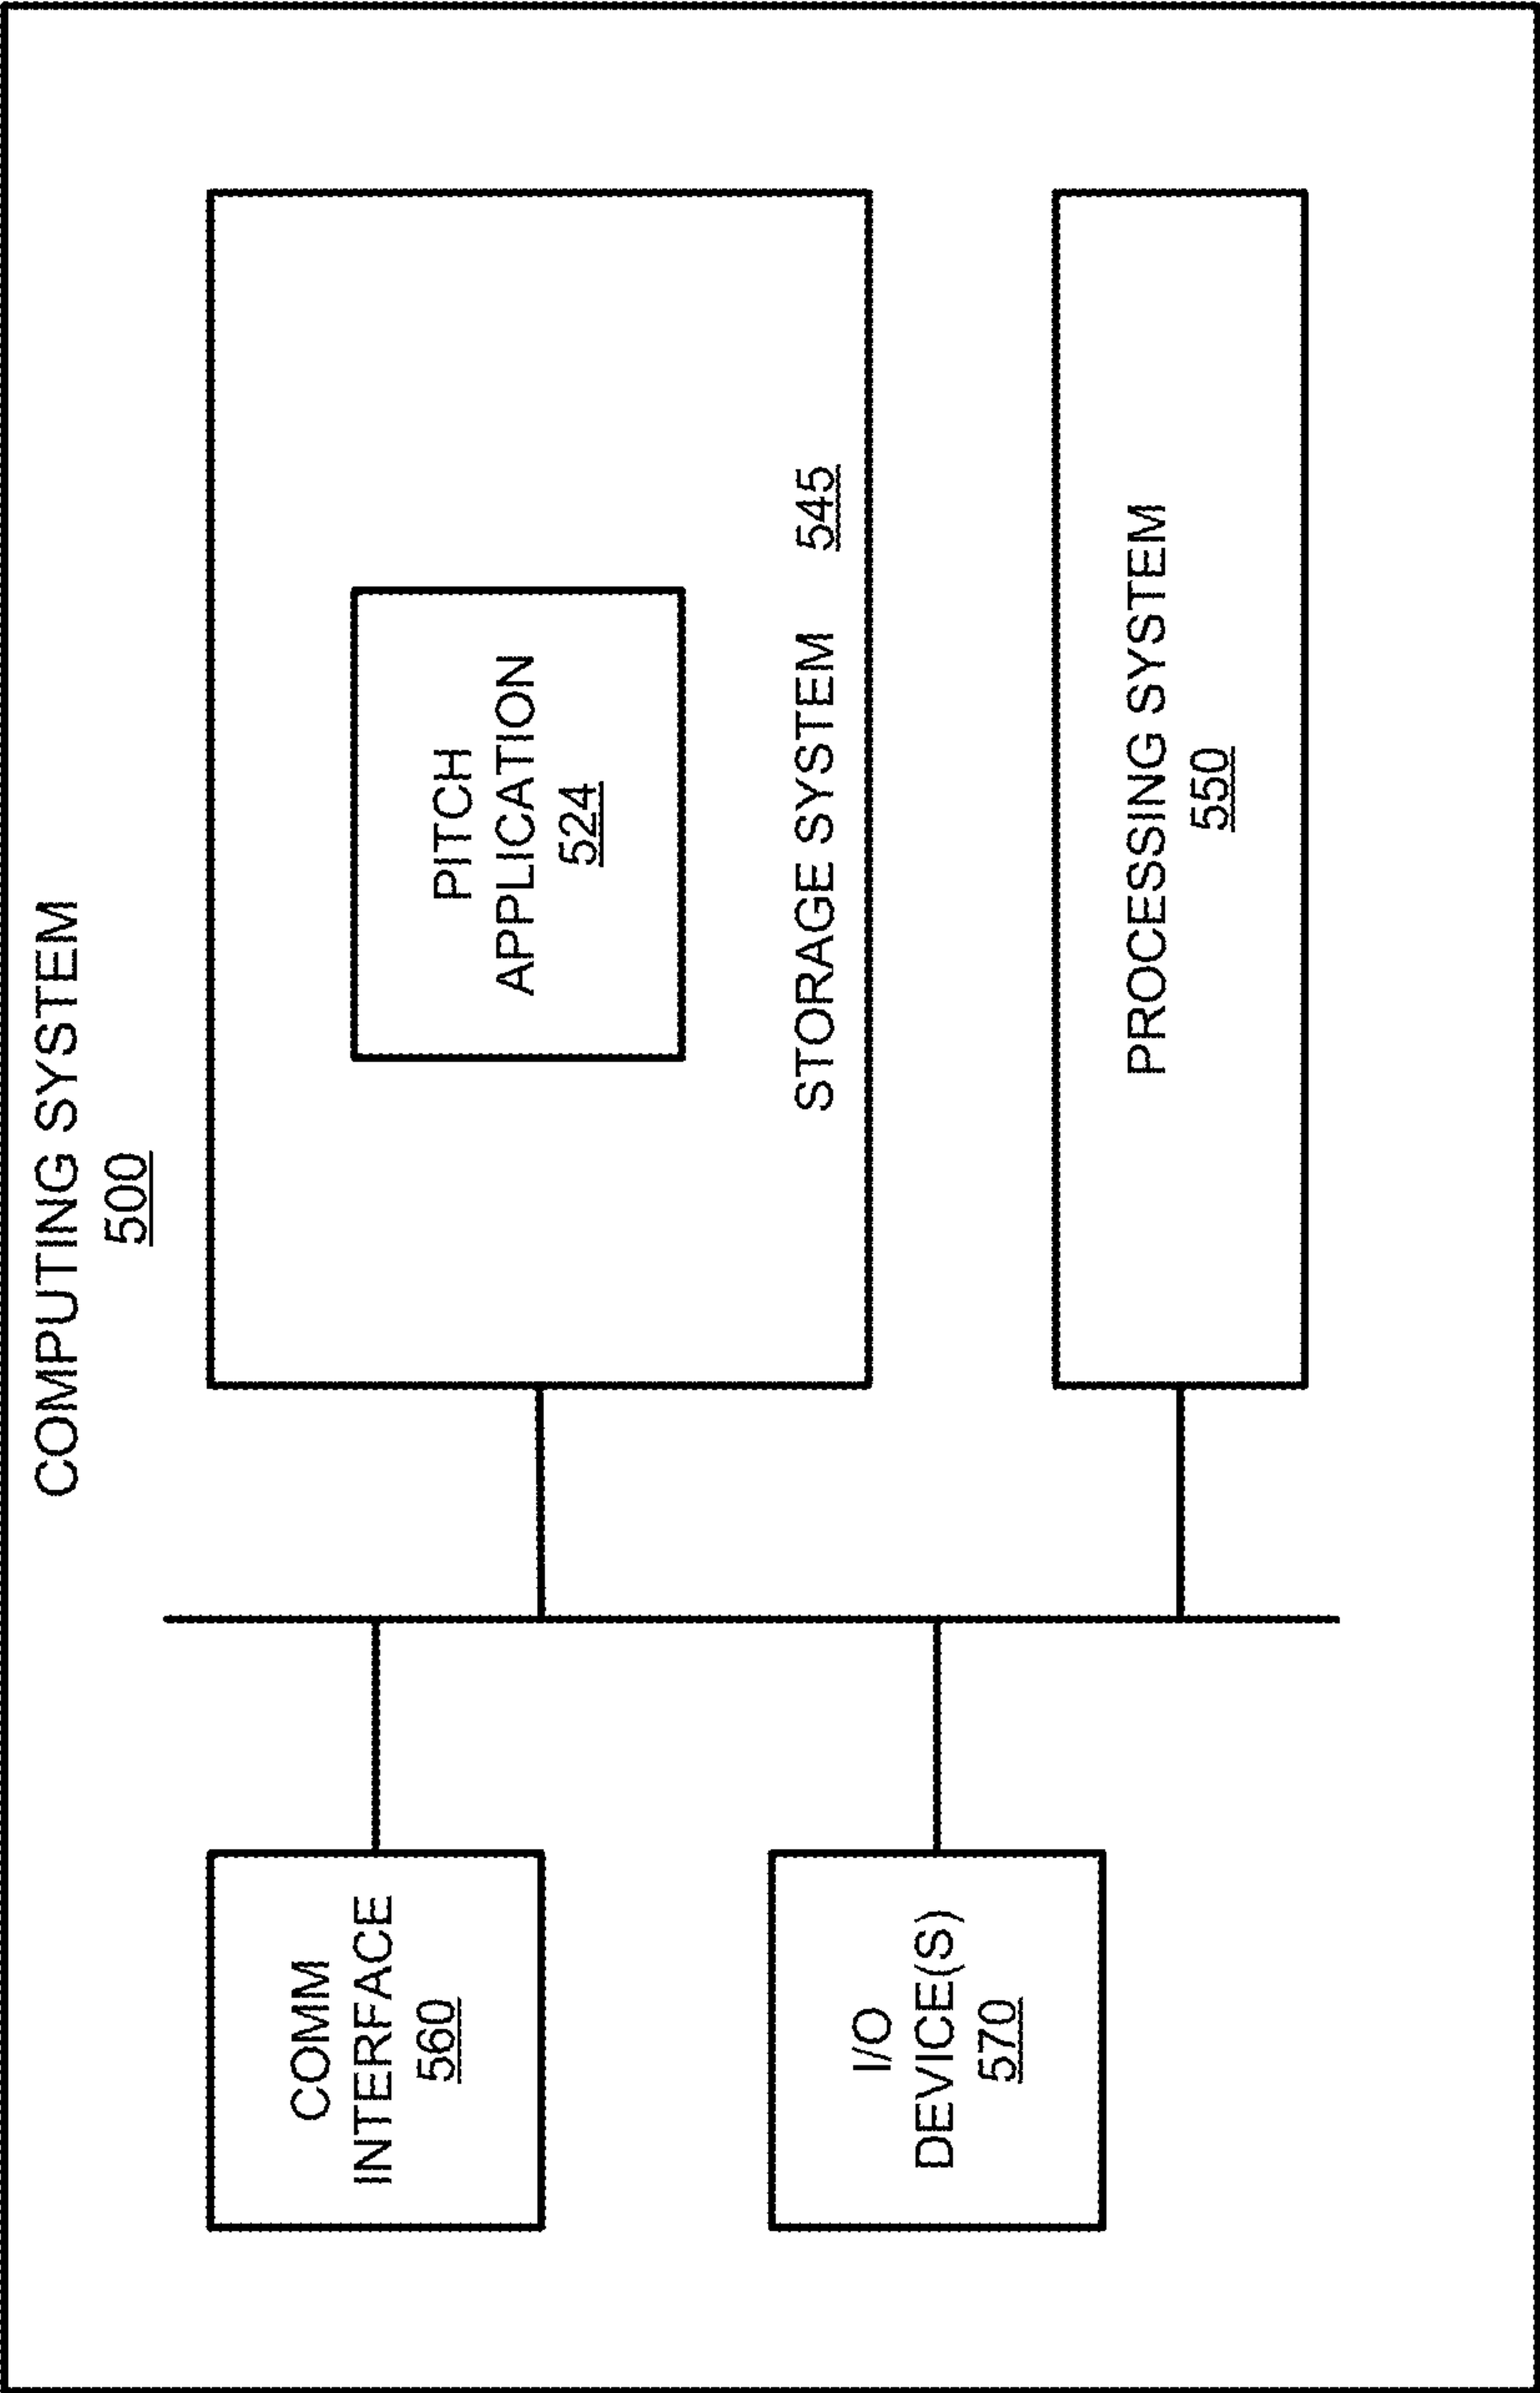 COMPUTING SYSTEM
500
COMM
INTERFACE
560
I/O
DEVICE(S)
570
PITCH
APPLICATION
524
STORAGE SYSTEM 545
PROCESSING SYSTEM
550